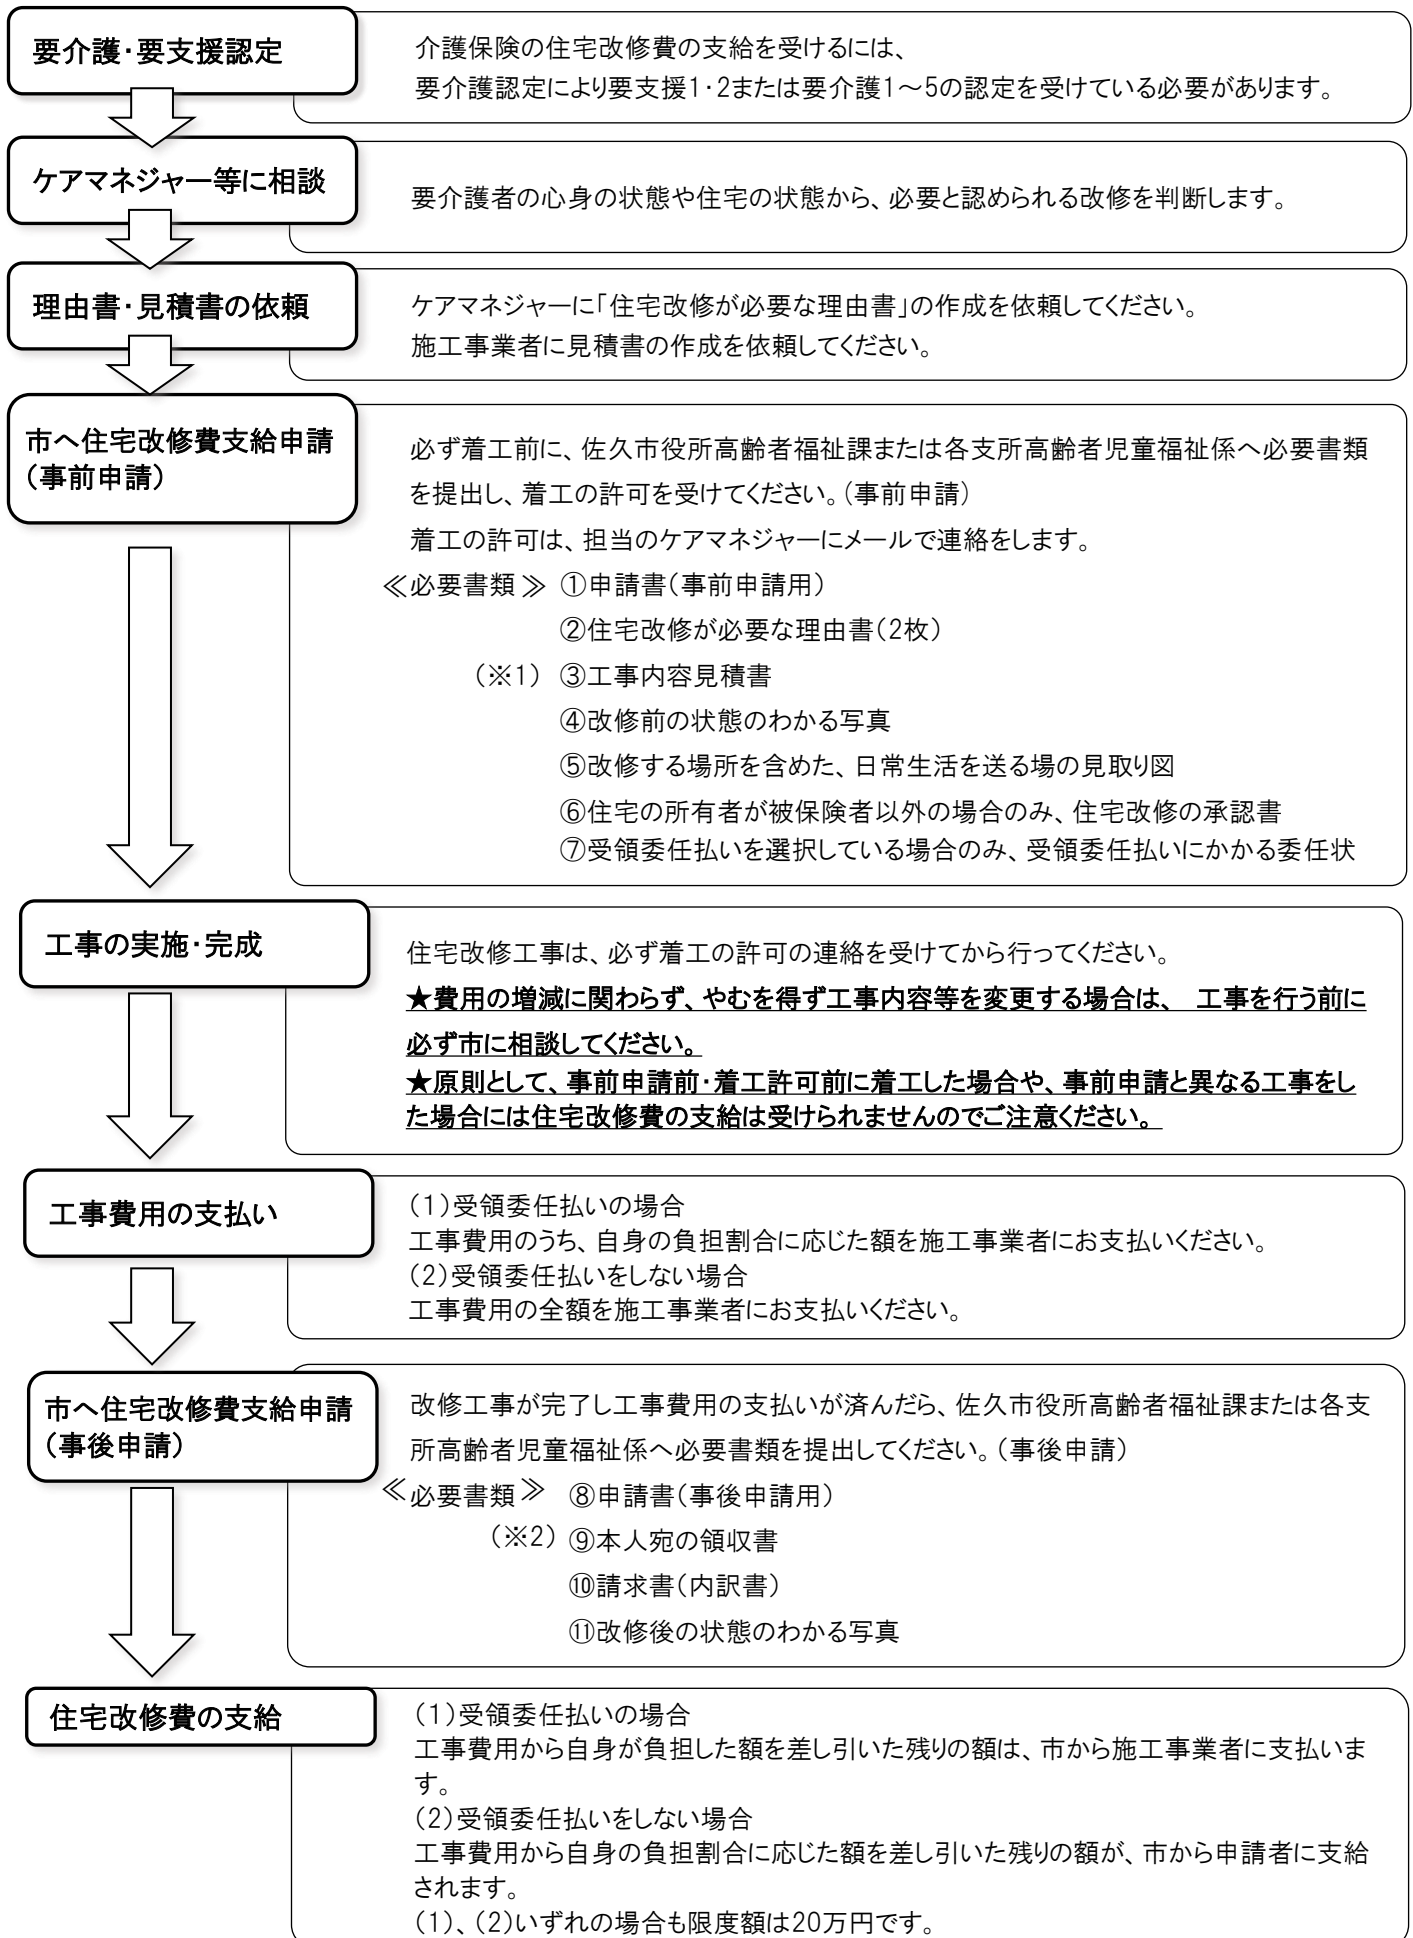 要介護・要支援認定
介護保険の住宅改修費の支給を受けるには、
要介護認定により要支援1・2または要介護1～5の認定を受けている必要があります。
ケアマネジャー等に相談
要介護者の心身の状態や住宅の状態から、必要と認められる改修を判断します。
理由書・見積書の依頼
ケアマネジャーに「住宅改修が必要な理由書」の作成を依頼してください。
施工事業者に見積書の作成を依頼してください。
市へ住宅改修費支給申請
（事前申請）
必ず着工前に、佐久市役所高齢者福祉課または各支所高齢者児童福祉係へ必要書類
を提出し、着工の許可を受けてください。（事前申請）
着工の許可は、担当のケアマネジャーにメールで連絡をします。
≪必要書類≫ ①申請書（事前申請用）
②住宅改修が必要な理由書（2枚）
（※1） ③工事内容見積書
④改修前の状態のわかる写真
⑤改修する場所を含めた、日常生活を送る場の見取り図
⑥住宅の所有者が被保険者以外の場合のみ、住宅改修の承認書
⑦受領委任払いを選択している場合のみ、受領委任払いにかかる委任状
工事の実施・完成
住宅改修工事は、必ず着工の許可の連絡を受けてから行ってください。
★費用の増減に関わらず、やむを得ず工事内容等を変更する場合は、　工事を行う前に
必ず市に相談してください。
★原則として、事前申請前・着工許可前に着工した場合や、事前申請と異なる工事をし
た場合には住宅改修費の支給は受けられませんのでご注意ください。
工事費用の支払い
（1）受領委任払いの場合
工事費用のうち、自身の負担割合に応じた額を施工事業者にお支払いください。
（2）受領委任払いをしない場合
工事費用の全額を施工事業者にお支払いください。
市へ住宅改修費支給申請
（事後申請）
改修工事が完了し工事費用の支払いが済んだら、佐久市役所高齢者福祉課または各支
所高齢者児童福祉係へ必要書類を提出してください。（事後申請）
≪必要書類≫ ⑧申請書（事後申請用）
（※2） ⑨本人宛の領収書
⑩請求書（内訳書）
⑪改修後の状態のわかる写真
住宅改修費の支給
（1）受領委任払いの場合
工事費用から自身が負担した額を差し引いた残りの額は、市から施工事業者に支払いま
す。
（2）受領委任払いをしない場合
工事費用から自身の負担割合に応じた額を差し引いた残りの額が、市から申請者に支給
されます。
（1）、（2）いずれの場合も限度額は20万円です。